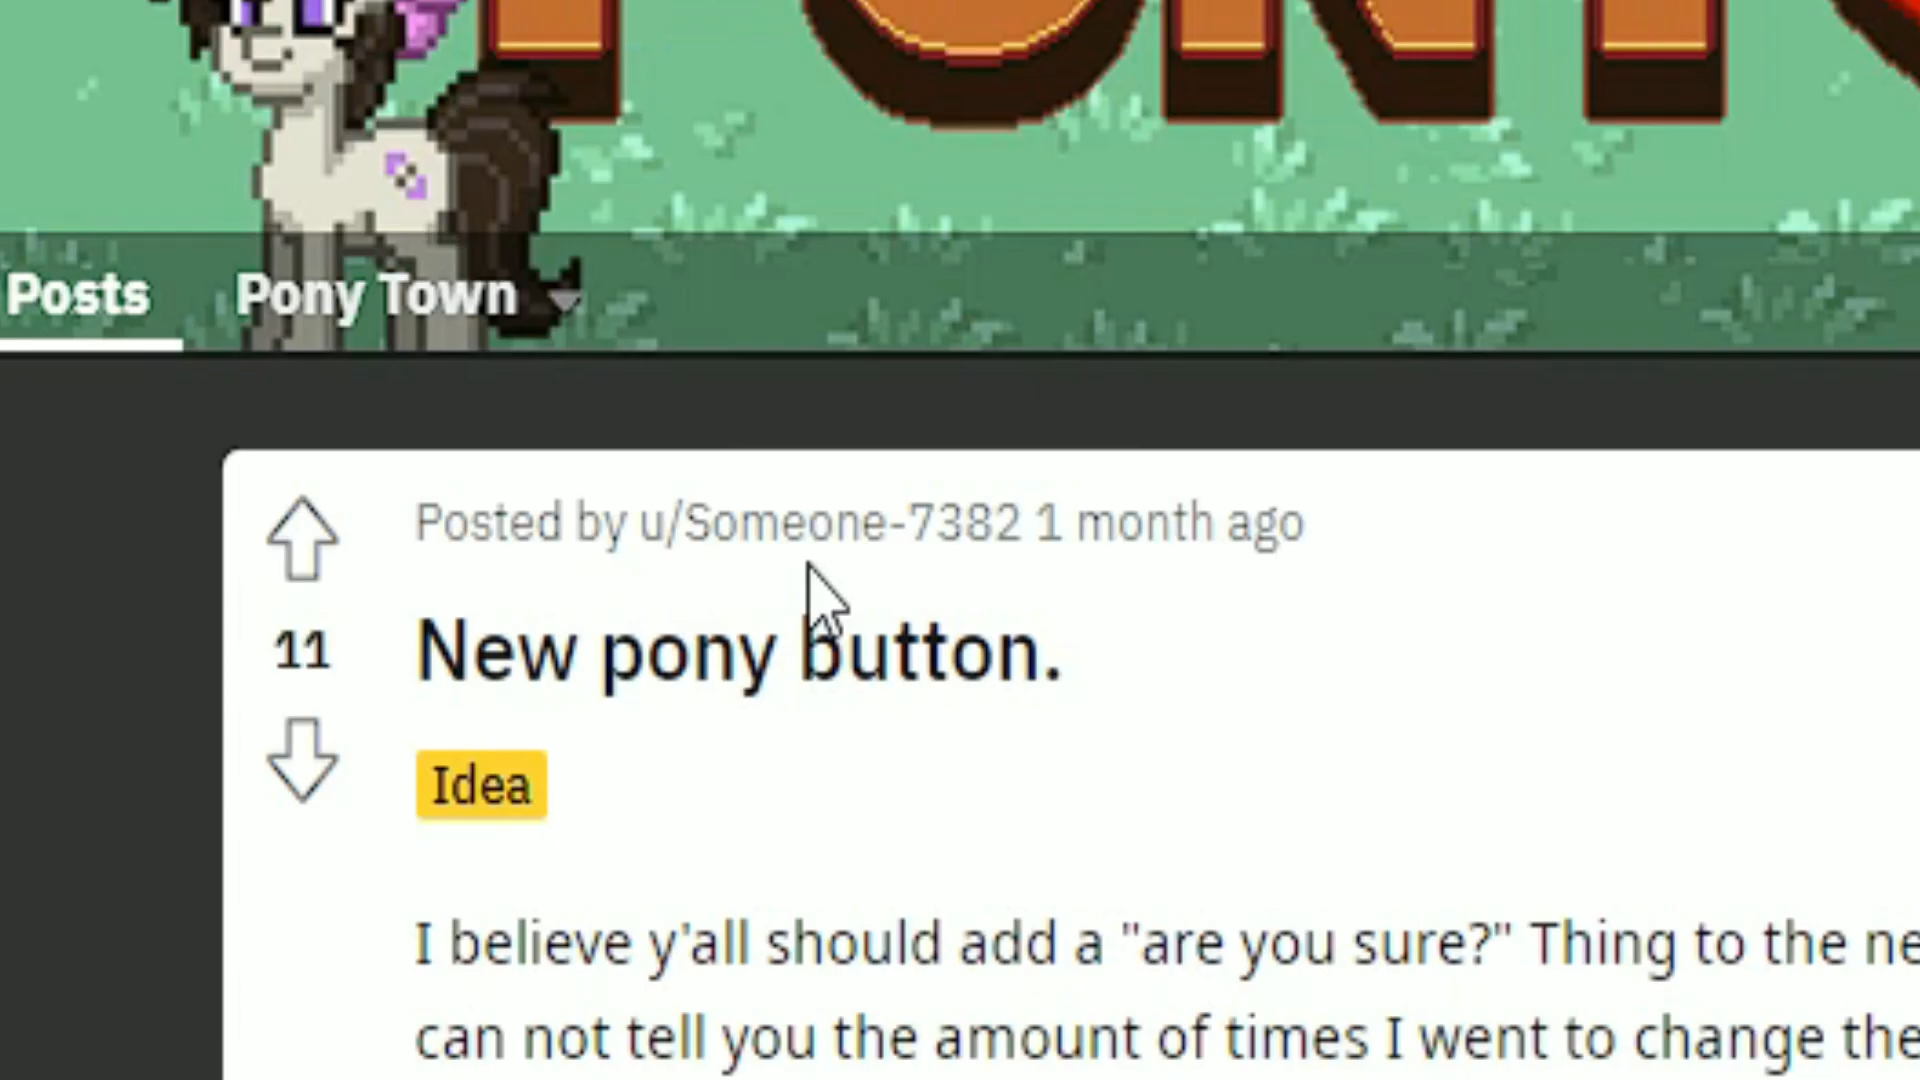 Posts Pony Town
Posted by u/Someone-7382 1 month ago
11
New pony button.
Idea
I believe y'all should add a "are you sure?" Thing to the ne
can not tell you the amount of times I went to change the